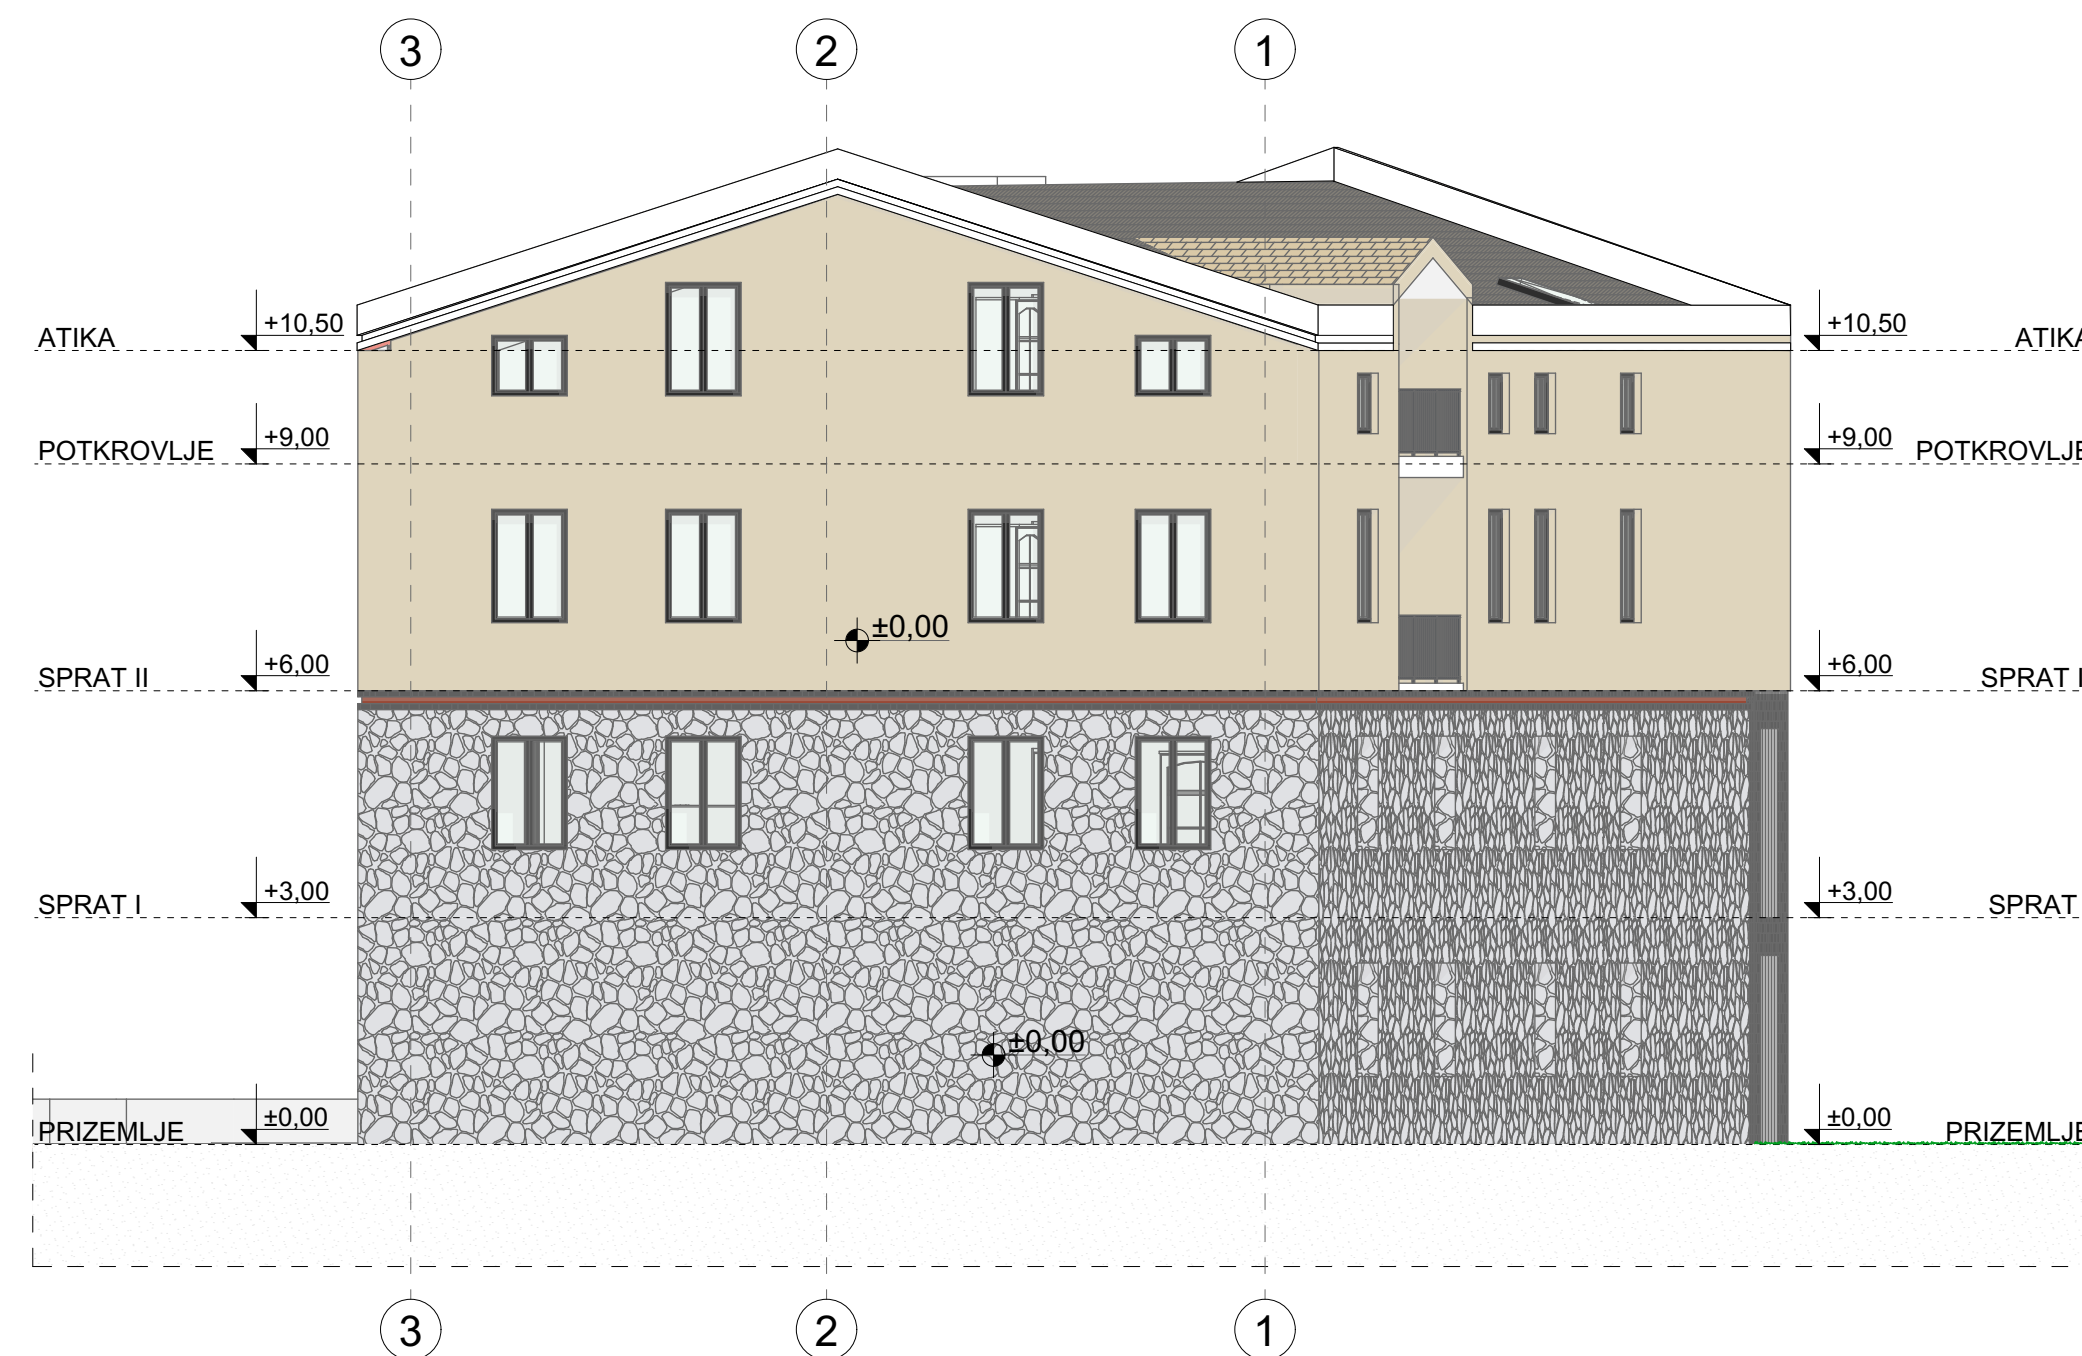 3 2 1
+10,50 +10,50
ATIKA ATIKA
+9,00 +9,00
POTKROVLJE POTKROVLJE
±0,00
+6,00 +6,00
SPRAT II SPRAT I
+3,00 +3,00
SPRAT I SPRAT
±0,00
±0,00 ±0,00
PRIZEMLJE PRIZEMLJE
3 2 1